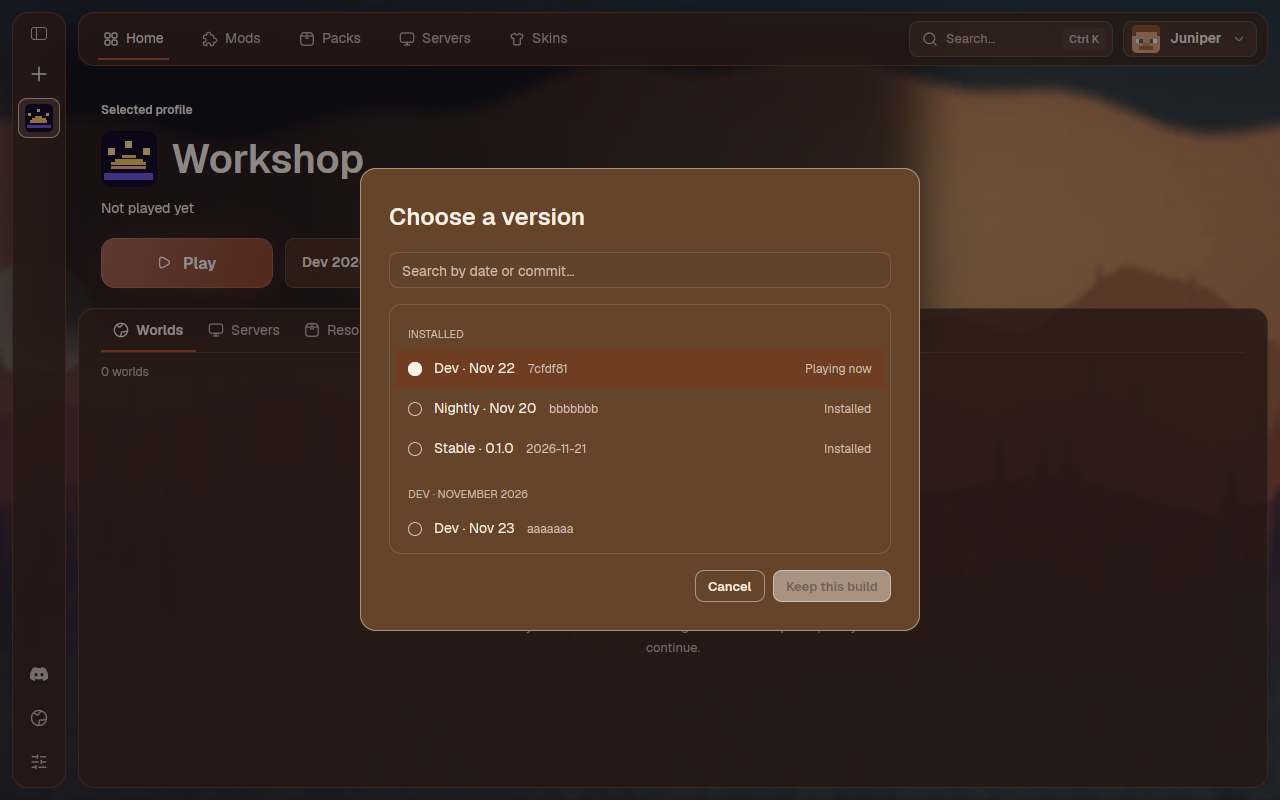 Home
Mods
Packs
Servers
Skins
Search...
Ctrl K
Juniper
Selected profile
Workshop
Not played yet
Play
Dev 202
Worlds
Servers
Reso
0 worlds
Choose a version
Search by date or commit...
INSTALLED
Dev · Nov 22 7cfdf81 Playing now
Nightly · Nov 20 bbbbbbb Installed
Stable · 0.1.0 2026-11-21 Installed
DEV · NOVEMBER 2026
Dev · Nov 23 aaaaaaa
Cancel
Keep this build
continue.